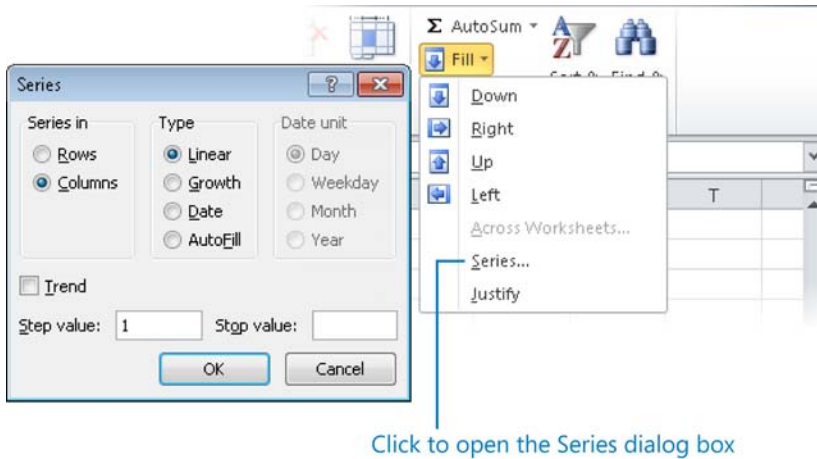 Σ AutoSum
Fill
Series
Series in
Type
Date unit
Rows
Linear
Day
Columns
Growth
Weekday
Date
Month
AutoFill
Year
Trend
Step value: 1
Stop value:
OK
Cancel
Down
Right
Up
Left
Across Worksheets...
Series...
Justify
T
Click to open the Series dialog box